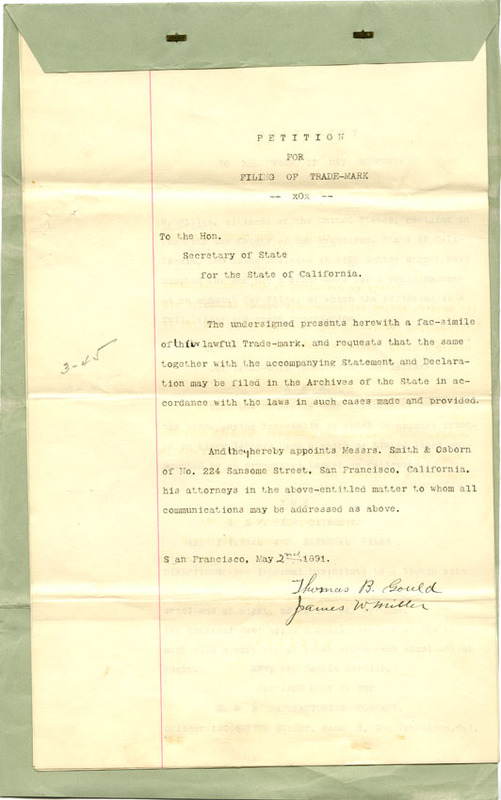 PETITION
FOR
FILING OF TRADE-MARK
-- xOx --
To the Hon.
Secretary of State
for the State of California.
The undersigned presents herewith a fac-simile
of their lawful Trade-mark, and requests that the same
together with the accompanying Statement and Declara-
tion may be filed in the Archives of the State in ac-
cordance with the laws in such cases made and provided.
3-45
And they hereby appoints Messrs. Smith & Osborn
of No. 224 Sansome Street, San Francisco, California,
his attorneys in the above-entitled matter to whom all
communications may be addressed as above.
San Francisco, May 2nd 1891.
Thomas B. Gould
James W. Miller